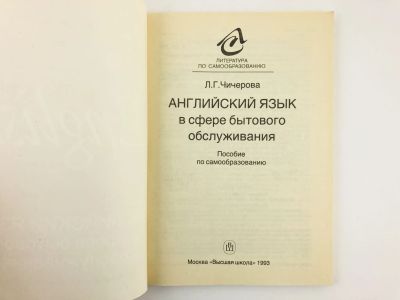 ЛИТЕРАТУРА
ПО САМООБРАЗОВАНИЮ
Л.Г.Чичерова
АНГЛИЙСКИЙ ЯЗЫК
в сфере бытового
обслуживания
Пособие
по самообразованию
Москва «Высшая школа» 1993